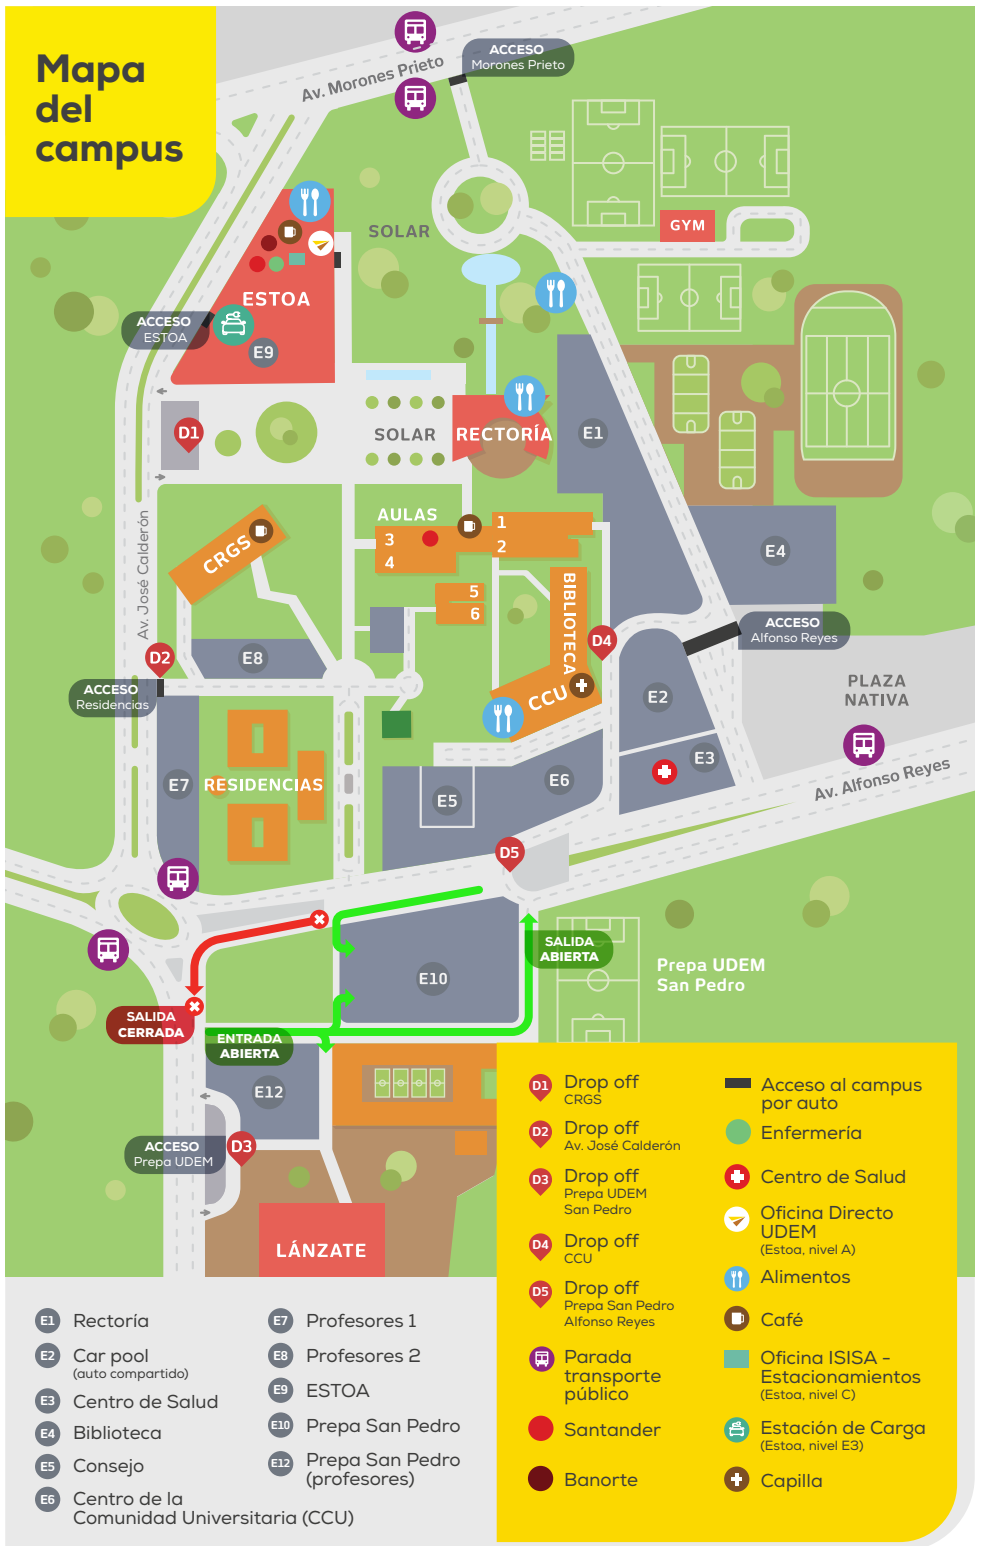 Mapa
del
campus
ACCESO
Morones Prieto
Av. Morones Prieto
SOLAR
GYM
ESTOA
ACCESO
ESTOA
E9
D1
SOLAR
RECTORÍA
E1
AULAS
1
2
3
4
5
6
CRGS
E4
BIBLIOTECA
Av. José Calderón
D4
ACCESO
Alfonso Reyes
D2
E8
ACCESO
Residencias
CCU
E2
PLAZA
NATIVA
E7
RESIDENCIAS
E3
E6
E5
Av. Alfonso Reyes
D5
SALIDA
ABIERTA
E10
Prepa UDEM
San Pedro
SALIDA
CERRADA
ENTRADA
ABIERTA
E12
ACCESO
Prepa UDEM
D3
LÁNZATE
E1 Rectoría
E2 Car pool
(auto compartido)
E3 Centro de Salud
E4 Biblioteca
E5 Consejo
E6 Centro de la
Comunidad Universitaria (CCU)
E7 Profesores 1
E8 Profesores 2
E9 ESTOA
E10 Prepa San Pedro
E12 Prepa San Pedro
(profesores)
D1 Drop off
CRGS
D2 Drop off
Av. José Calderón
D3 Drop off
Prepa UDEM
San Pedro
D4 Drop off
CCU
D5 Drop off
Prepa San Pedro
Alfonso Reyes
Parada
transporte
público
Santander
Banorte
Acceso al campus
por auto
Enfermería
Centro de Salud
Oficina Directo
UDEM
(Estoa, nivel A)
Alimentos
Café
Oficina ISISA -
Estacionamientos
(Estoa, nivel C)
Estación de Carga
(Estoa, nivel E3)
Capilla